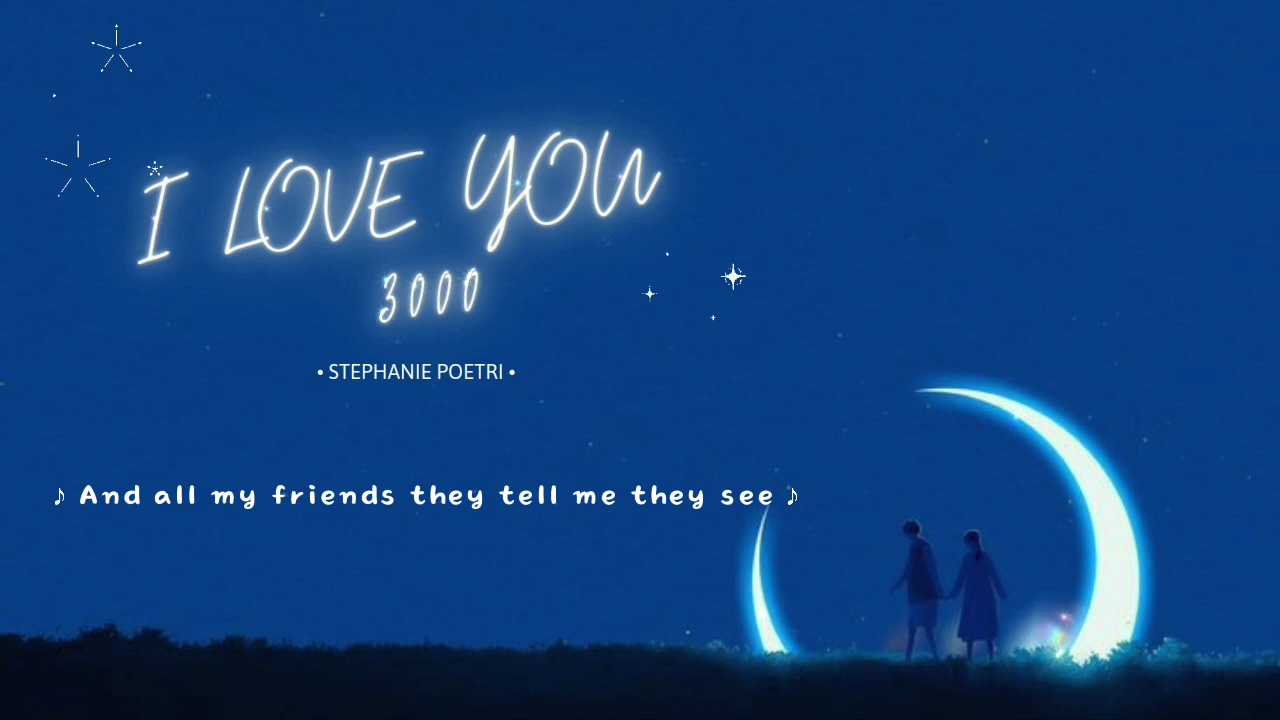 I LOVE YOU
3000
• STEPHANIE POETRI •
♪ And all my friends they tell me they see ♪